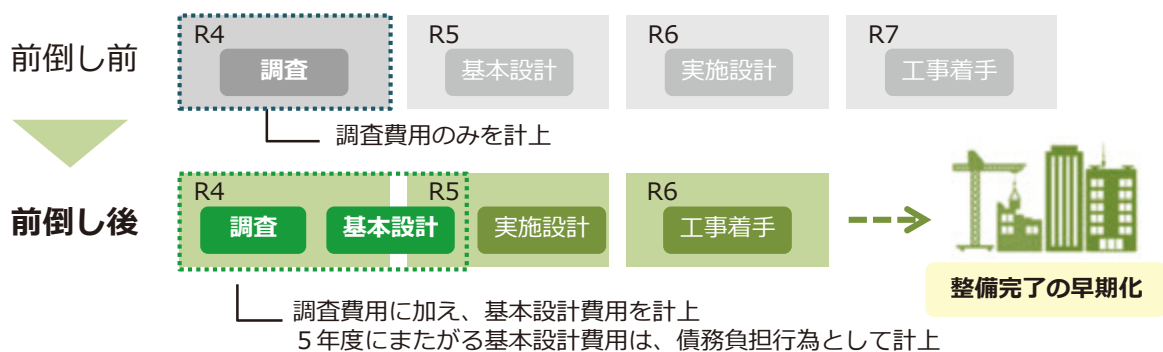 R4
R5
R6
R7
前倒し前
調査
基本設計
実施設計
工事着手
調査費用のみを計上
R4
R5
R6
前倒し後
調査
基本設計
実施設計
工事着手
整備完了の早期化
調査費用に加え、基本設計費用を計上
５年度にまたがる基本設計費用は、債務負担行為として計上